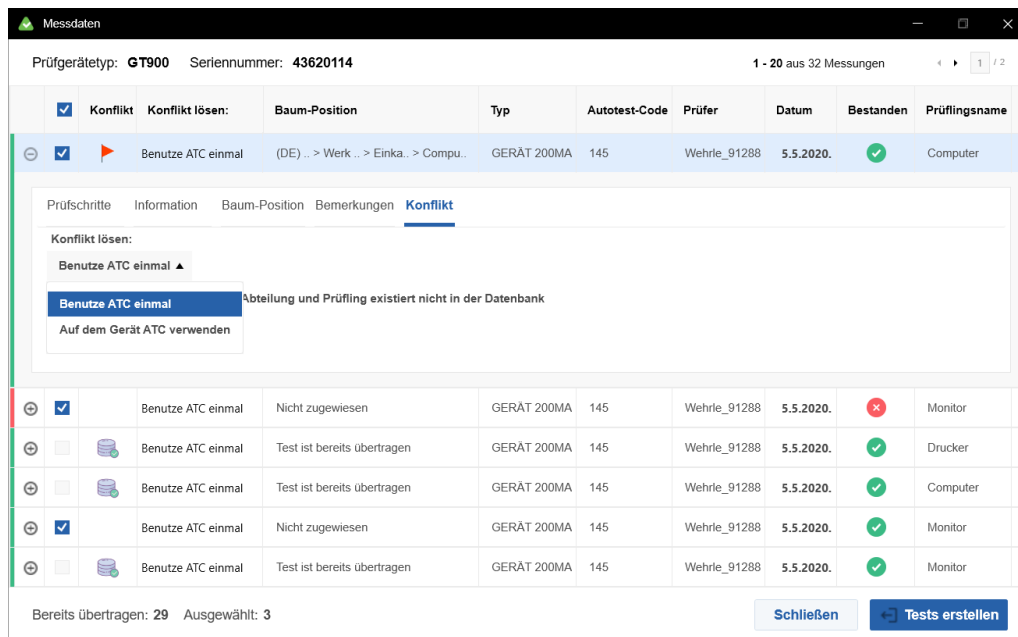 Messdaten
Prüfgerätetyp: GT900 Seriennummer: 43620114 1 - 20 aus 32 Messungen 1 / 2
Konflikt Konflikt lösen: Baum-Position Typ Autotest-Code Prüfer Datum Bestanden Prüflingsname
Benutze ATC einmal (DE) .. > Werk .. > Einka.. > Compu.. GERÄT 200MA 145 Wehrle_91288 5.5.2020. Computer
Prüfschritte Information Baum-Position Bemerkungen Konflikt
Konflikt lösen:
Benutze ATC einmal
Abteilung und Prüfling existiert nicht in der Datenbank
Benutze ATC einmal
Auf dem Gerät ATC verwenden
Benutze ATC einmal Nicht zugewiesen GERÄT 200MA 145 Wehrle_91288 5.5.2020. Monitor
Benutze ATC einmal Test ist bereits übertragen GERÄT 200MA 145 Wehrle_91288 5.5.2020. Drucker
Benutze ATC einmal Test ist bereits übertragen GERÄT 200MA 145 Wehrle_91288 5.5.2020. Computer
Benutze ATC einmal Nicht zugewiesen GERÄT 200MA 145 Wehrle_91288 5.5.2020. Monitor
Benutze ATC einmal Test ist bereits übertragen GERÄT 200MA 145 Wehrle_91288 5.5.2020. Monitor
Bereits übertragen: 29 Ausgewählt: 3 Schließen Tests erstellen